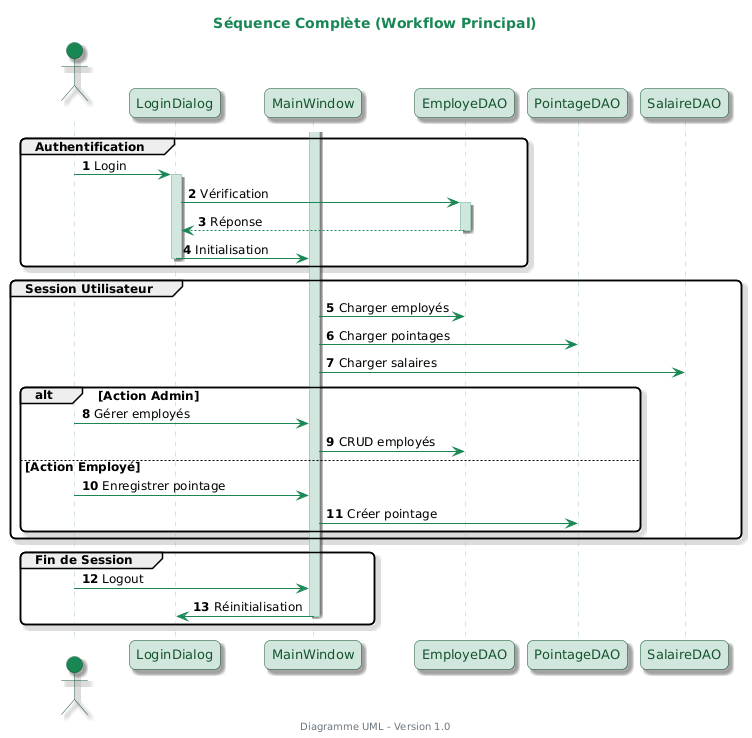 Séquence Complète (Workflow Principal)
LoginDialog
MainWindow
EmployeDAO
PointageDAO
SalaireDAO
Authentification
1 Login
2 Vérification
3 Réponse
4 Initialisation
Session Utilisateur
5 Charger employés
6 Charger pointages
7 Charger salaires
alt [Action Admin]
8 Gérer employés
9 CRUD employés
[Action Employé]
10 Enregistrer pointage
11 Créer pointage
Fin de Session
12 Logout
13 Réinitialisation
LoginDialog
MainWindow
EmployeDAO
PointageDAO
SalaireDAO
Diagramme UML - Version 1.0